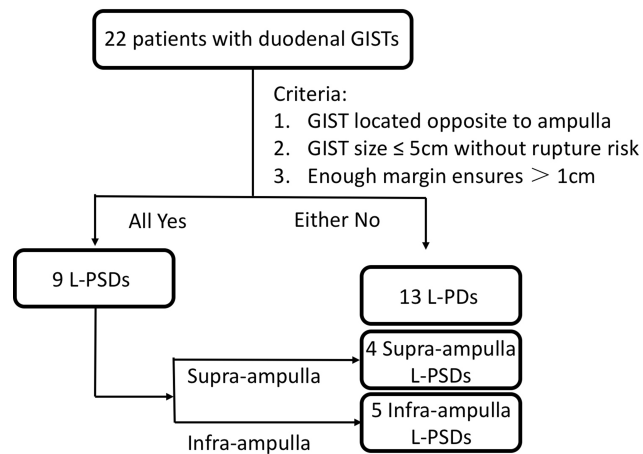 22 patients with duodenal GISTs
Criteria:
1. GIST located opposite to ampulla
2. GIST size ≤ 5cm without rupture risk
3. Enough margin ensures ＞ 1cm
All Yes
Either No
9 L-PSDs
13 L-PDs
Supra-ampulla
4 Supra-ampulla
L-PSDs
Infra-ampulla
5 Infra-ampulla
L-PSDs